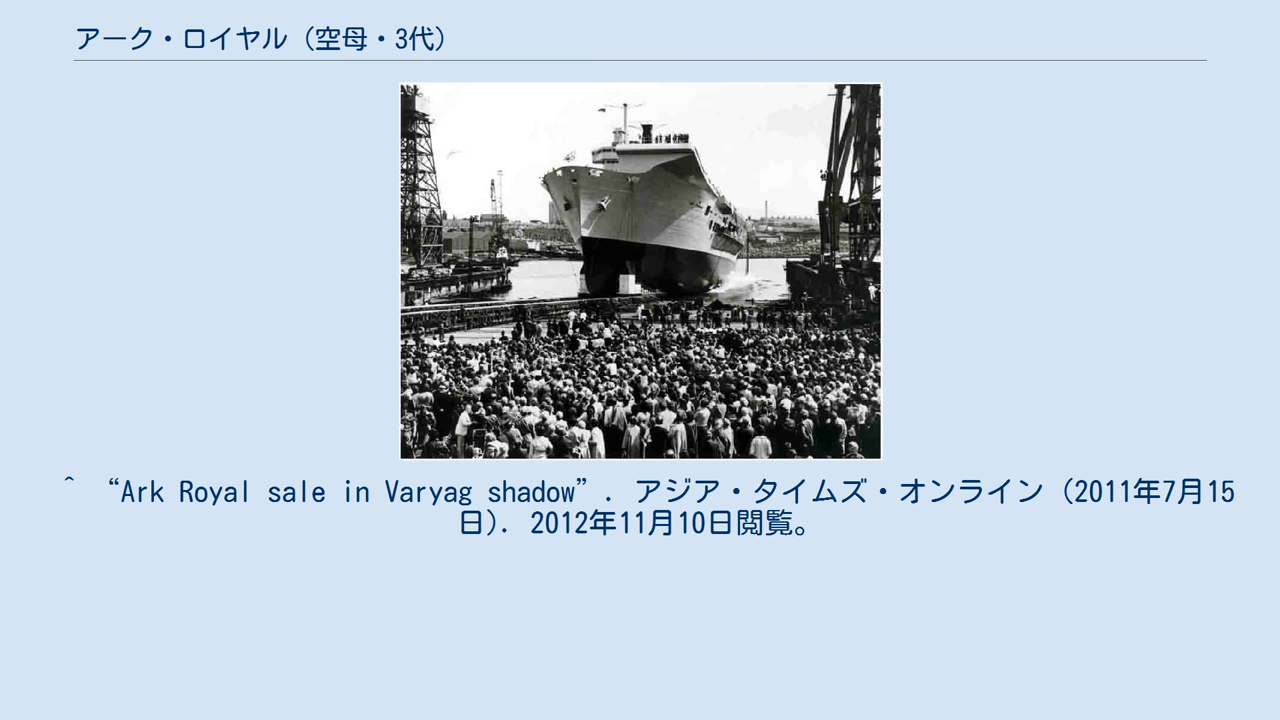 アーク・ロイヤル（空母・3代）
^ “Ark Royal sale in Varyag shadow”. アジア・タイムズ・オンライン (2011年7月15
日). 2012年11月10日閲覧。